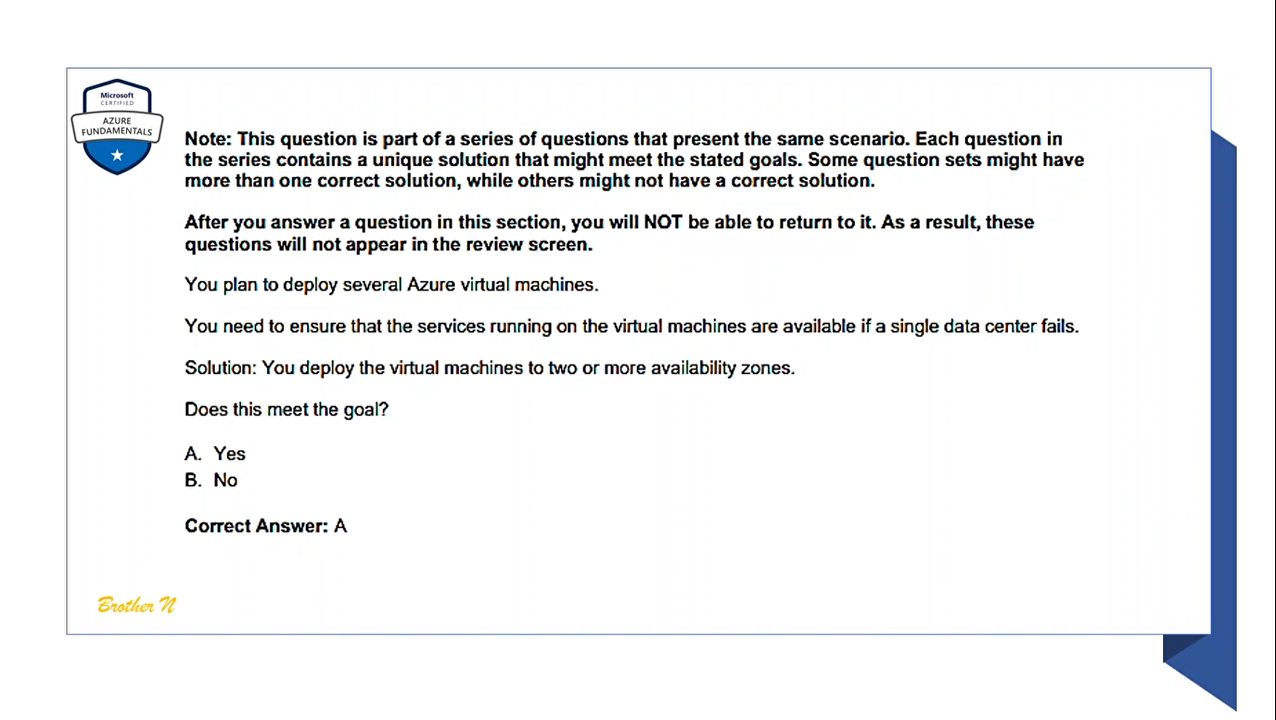 Microsoft
CERTIFIED
AZURE
FUNDAMENTALS
Note: This question is part of a series of questions that present the same scenario. Each question in
the series contains a unique solution that might meet the stated goals. Some question sets might have
more than one correct solution, while others might not have a correct solution.
After you answer a question in this section, you will NOT be able to return to it. As a result, these
questions will not appear in the review screen.
You plan to deploy several Azure virtual machines.
You need to ensure that the services running on the virtual machines are available if a single data center fails.
Solution: You deploy the virtual machines to two or more availability zones.
Does this meet the goal?
A. Yes
B. No
Correct Answer: A
Brother N